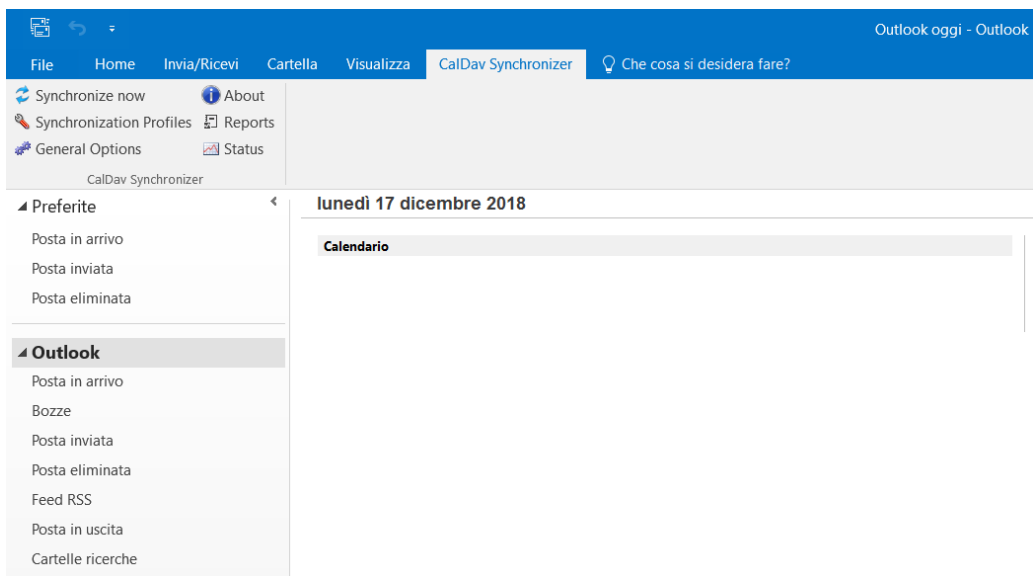 Outlook oggi - Outlook
File Home Invia/Ricevi Cartella Visualizza CalDav Synchronizer Che cosa si desidera fare?
Synchronize now About
Synchronization Profiles Reports
General Options Status
CalDav Synchronizer
Preferite
Posta in arrivo
Posta inviata
Posta eliminata
Outlook
Posta in arrivo
Bozze
Posta inviata
Posta eliminata
Feed RSS
Posta in uscita
Cartelle ricerche
lunedì 17 dicembre 2018
Calendario